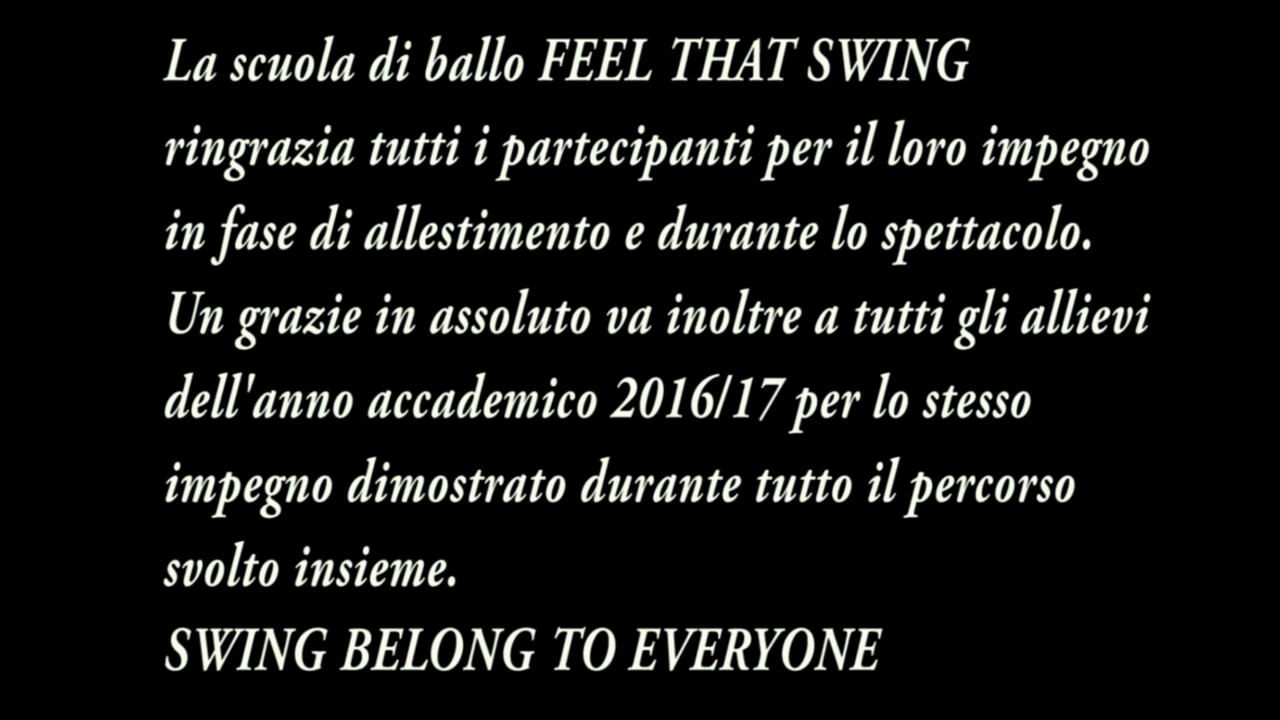 La scuola di ballo FEEL THAT SWING
ringrazia tutti i partecipanti per il loro impegno
in fase di allestimento e durante lo spettacolo.
Un grazie in assoluto va inoltre a tutti gli allievi
dell'anno accademico 2016/17 per lo stesso
impegno dimostrato durante tutto il percorso
svolto insieme.
SWING BELONG TO EVERYONE